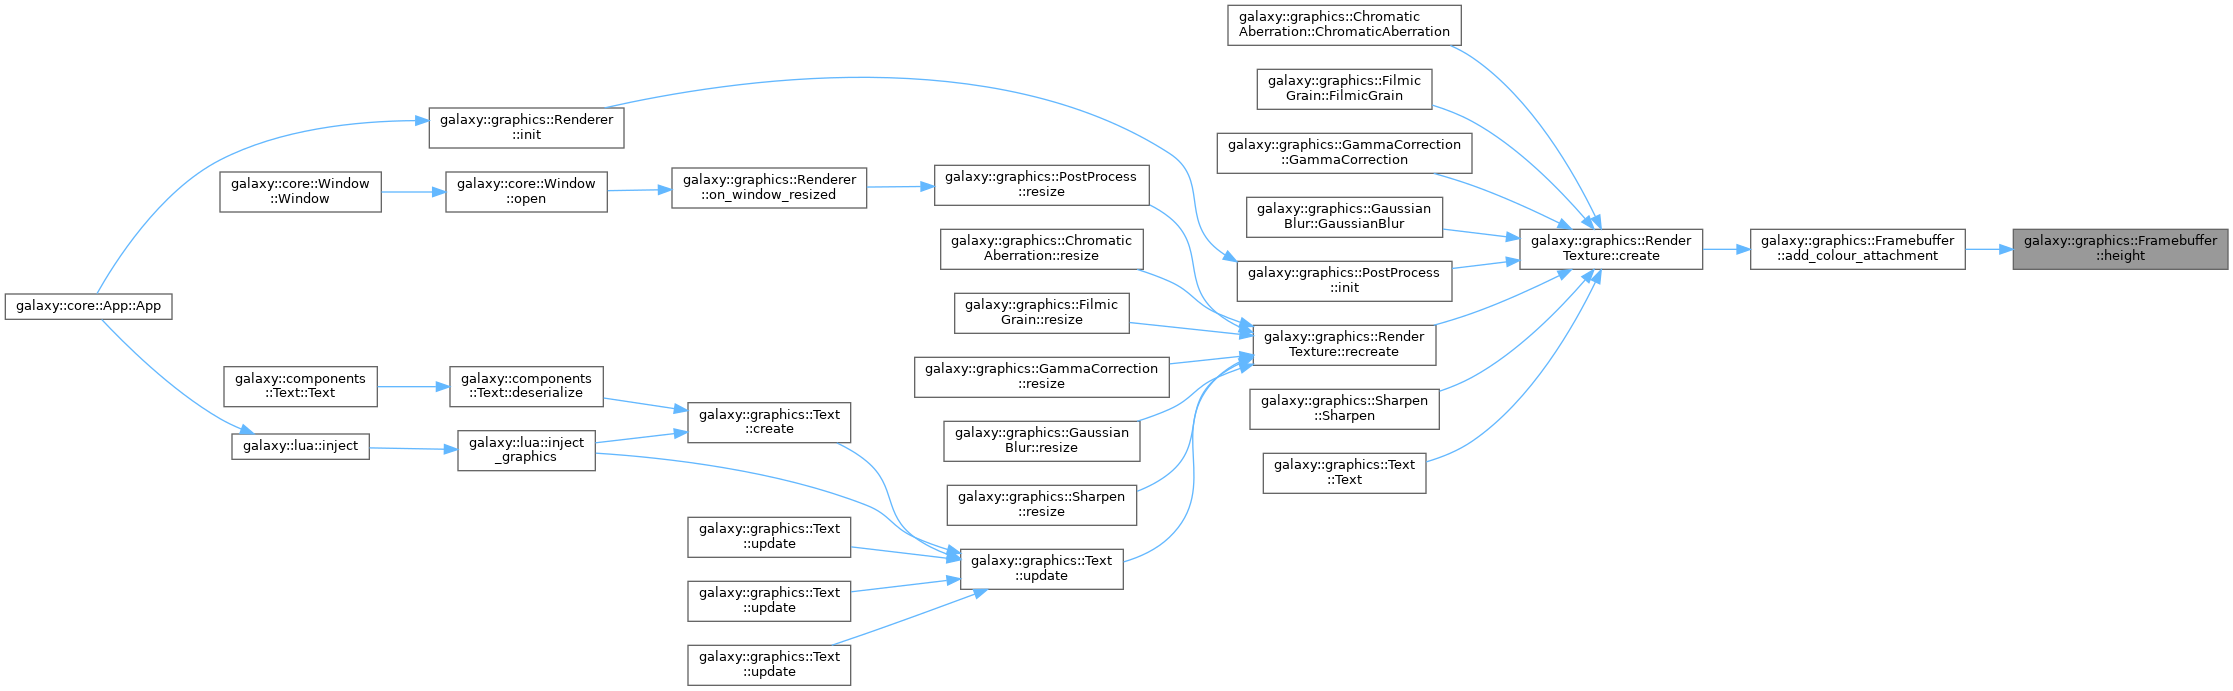 galaxy::graphics::Chromatic
Aberration::ChromaticAberration
galaxy::graphics::Filmic
Grain::FilmicGrain
galaxy::graphics::Renderer
::init
galaxy::graphics::GammaCorrection
::GammaCorrection
galaxy::core::Window
::Window
galaxy::core::Window
::open
galaxy::graphics::Renderer
::on_window_resized
galaxy::graphics::PostProcess
::resize
galaxy::graphics::Gaussian
Blur::GaussianBlur
galaxy::graphics::Chromatic
Aberration::resize
galaxy::graphics::Render
Texture::create
galaxy::graphics::Framebuffer
::add_colour_attachment
galaxy::graphics::Framebuffer
::height
galaxy::graphics::PostProcess
::init
galaxy::core::App::App
galaxy::graphics::Filmic
Grain::resize
galaxy::graphics::Render
Texture::recreate
galaxy::graphics::GammaCorrection
::resize
galaxy::components
::Text::Text
galaxy::components
::Text::deserialize
galaxy::graphics::Text
::create
galaxy::graphics::Sharpen
::Sharpen
galaxy::lua::inject
galaxy::lua::inject
_graphics
galaxy::graphics::Gaussian
Blur::resize
galaxy::graphics::Text
::Text
galaxy::graphics::Sharpen
::resize
galaxy::graphics::Text
::update
galaxy::graphics::Text
::update
galaxy::graphics::Text
::update
galaxy::graphics::Text
::update